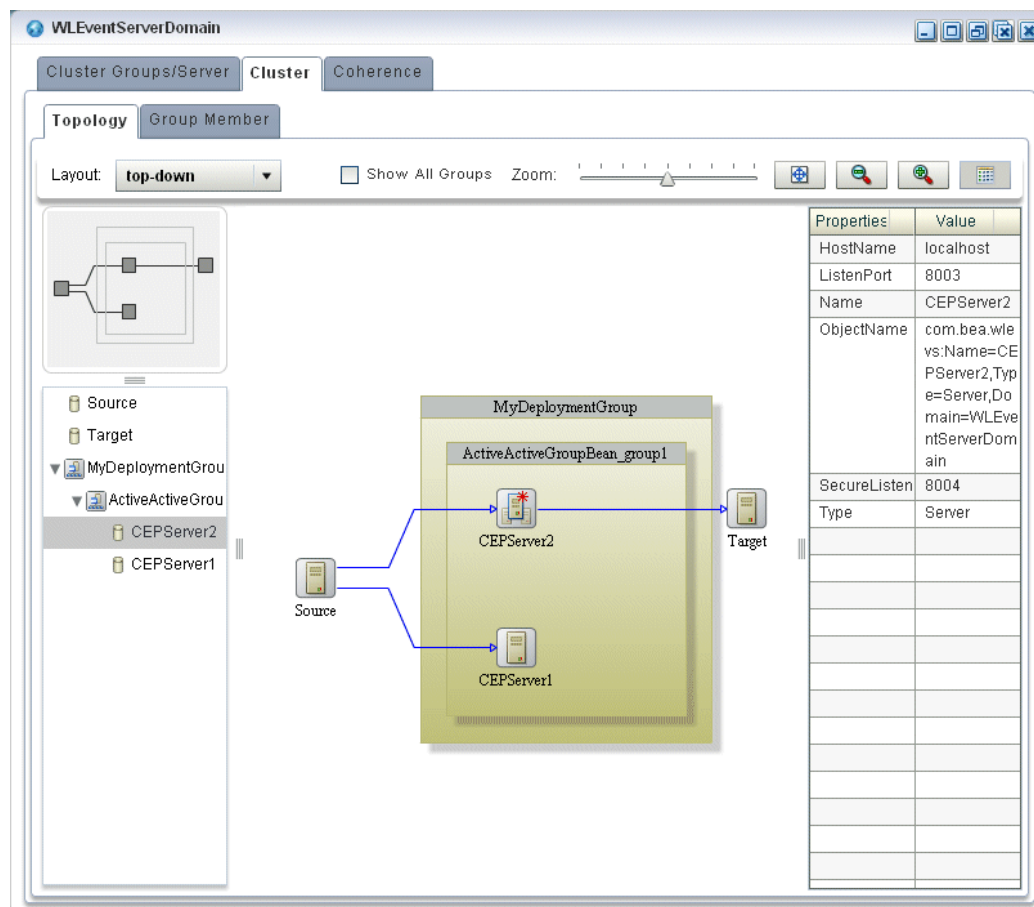 WLEventServerDomain
Cluster Groups/Server Cluster Coherence
Topology Group Member
Layout: top-down Show All Groups Zoom:
Properties Value
HostName localhost
ListenPort 8003
Name CEPServer2
ObjectName com.bea.wle
vs:Name=CE
PServer2,Typ
e=Server,Do
main=WLEve
ntServerDom
ain
SecureListen 8004
Type Server
Source
Target
MyDeploymentGrou
ActiveActiveGrou
CEPServer2
CEPServer1
MyDeploymentGroup
ActiveActiveGroupBean_group1
CEPServer2
Target
Source
CEPServer1